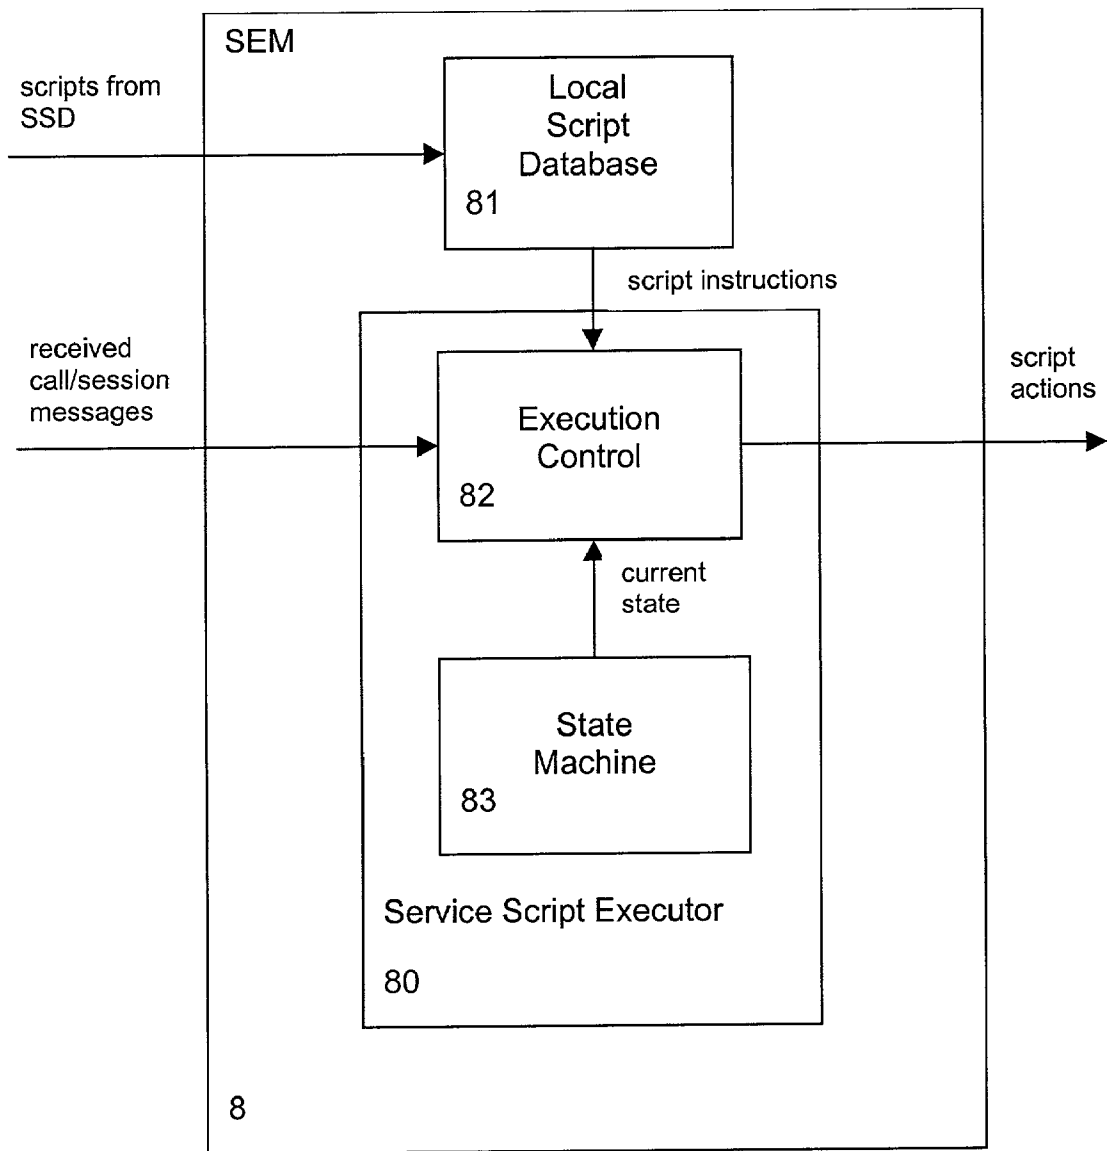 SEM
scripts from
SSD
Local
Script
Database
81
script instructions
received
call/session
messages
Execution
Control
82
script
actions
current
state
State
Machine
83
Service Script Executor
80
8